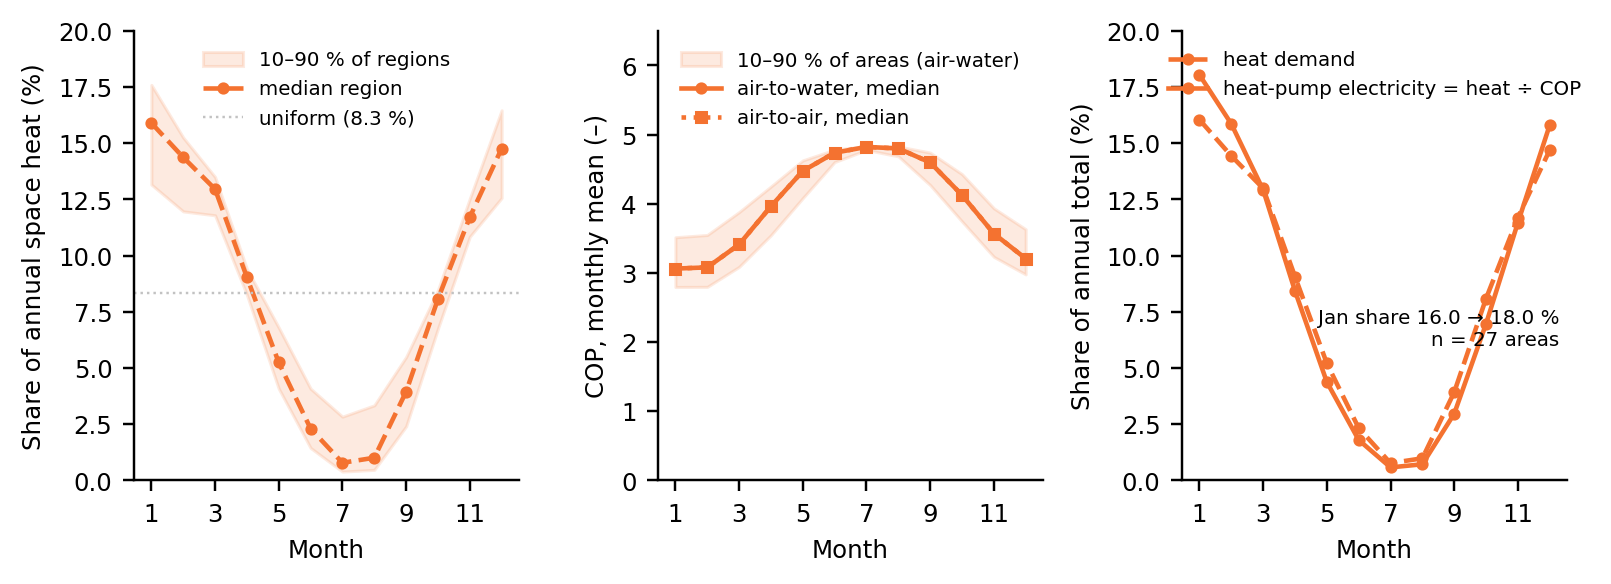 Share of annual space heat (%)
20.0
17.5
15.0
12.5
10.0
7.5
5.0
2.5
0.0
10–90 % of regions
median region
uniform (8.3 %)
1 3 5 7 9 11
Month
COP, monthly mean (–)
6
5
4
3
2
1
0
10–90 % of areas (air-water)
air-to-water, median
air-to-air, median
1 3 5 7 9 11
Month
Share of annual total (%)
20.0
17.5
15.0
12.5
10.0
7.5
5.0
2.5
0.0
heat demand
heat-pump electricity = heat ÷ COP
Jan share 16.0 → 18.0 %
n = 27 areas
1 3 5 7 9 11
Month